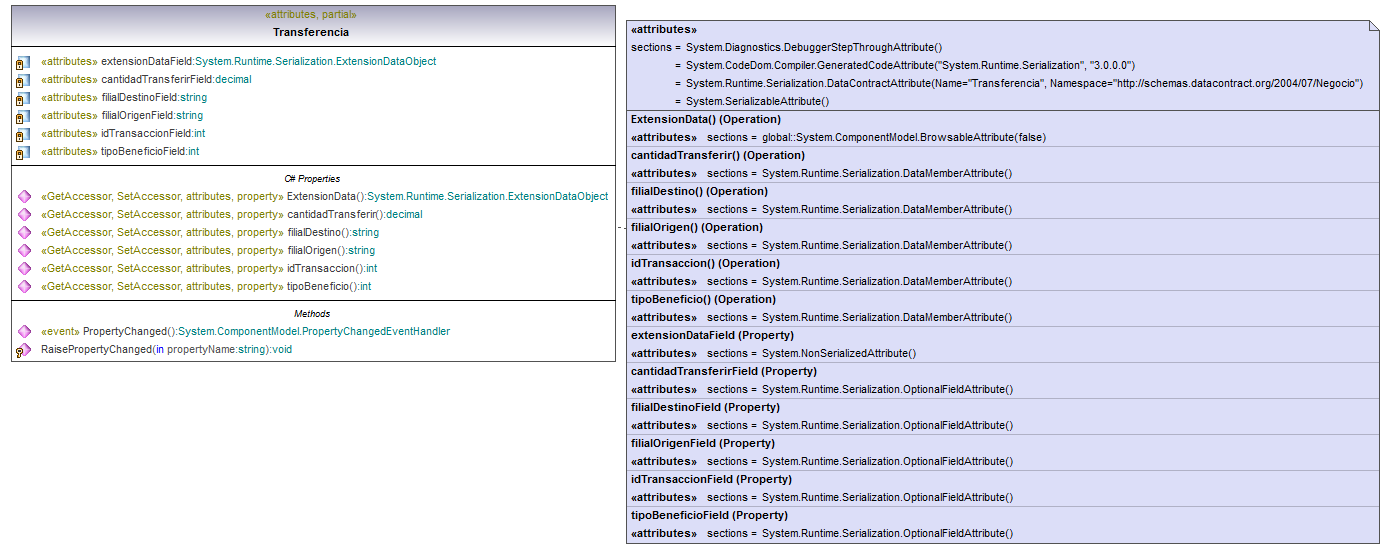 «attributes, partial»
Transferencia
«attributes» extensionDataField:System.Runtime.Serialization.ExtensionDataObject
«attributes» cantidadTransferirField:decimal
«attributes» filialDestinoField:string
«attributes» filialOrigenField:string
«attributes» idTransaccionField:int
«attributes» tipoBeneficioField:int
C# Properties
«GetAccessor, SetAccessor, attributes, property» ExtensionData():System.Runtime.Serialization.ExtensionDataObject
«GetAccessor, SetAccessor, attributes, property» cantidadTransferir():decimal
«GetAccessor, SetAccessor, attributes, property» filialDestino():string
«GetAccessor, SetAccessor, attributes, property» filialOrigen():string
«GetAccessor, SetAccessor, attributes, property» idTransaccion():int
«GetAccessor, SetAccessor, attributes, property» tipoBeneficio():int
Methods
«event» PropertyChanged():System.ComponentModel.PropertyChangedEventHandler
RaisePropertyChanged(in propertyName:string):void
«attributes»
sections = System.Diagnostics.DebuggerStepThroughAttribute()
= System.CodeDom.Compiler.GeneratedCodeAttribute("System.Runtime.Serialization", "3.0.0.0")
= System.Runtime.Serialization.DataContractAttribute(Name="Transferencia", Namespace="http://schemas.datacontract.org/2004/07/Negocio")
= System.SerializableAttribute()
ExtensionData() (Operation)
«attributes» sections = global::System.ComponentModel.BrowsableAttribute(false)
cantidadTransferir() (Operation)
«attributes» sections = System.Runtime.Serialization.DataMemberAttribute()
filialDestino() (Operation)
«attributes» sections = System.Runtime.Serialization.DataMemberAttribute()
filialOrigen() (Operation)
«attributes» sections = System.Runtime.Serialization.DataMemberAttribute()
idTransaccion() (Operation)
«attributes» sections = System.Runtime.Serialization.DataMemberAttribute()
tipoBeneficio() (Operation)
«attributes» sections = System.Runtime.Serialization.DataMemberAttribute()
extensionDataField (Property)
«attributes» sections = System.NonSerializedAttribute()
cantidadTransferirField (Property)
«attributes» sections = System.Runtime.Serialization.OptionalFieldAttribute()
filialDestinoField (Property)
«attributes» sections = System.Runtime.Serialization.OptionalFieldAttribute()
filialOrigenField (Property)
«attributes» sections = System.Runtime.Serialization.OptionalFieldAttribute()
idTransaccionField (Property)
«attributes» sections = System.Runtime.Serialization.OptionalFieldAttribute()
tipoBeneficioField (Property)
«attributes» sections = System.Runtime.Serialization.OptionalFieldAttribute()